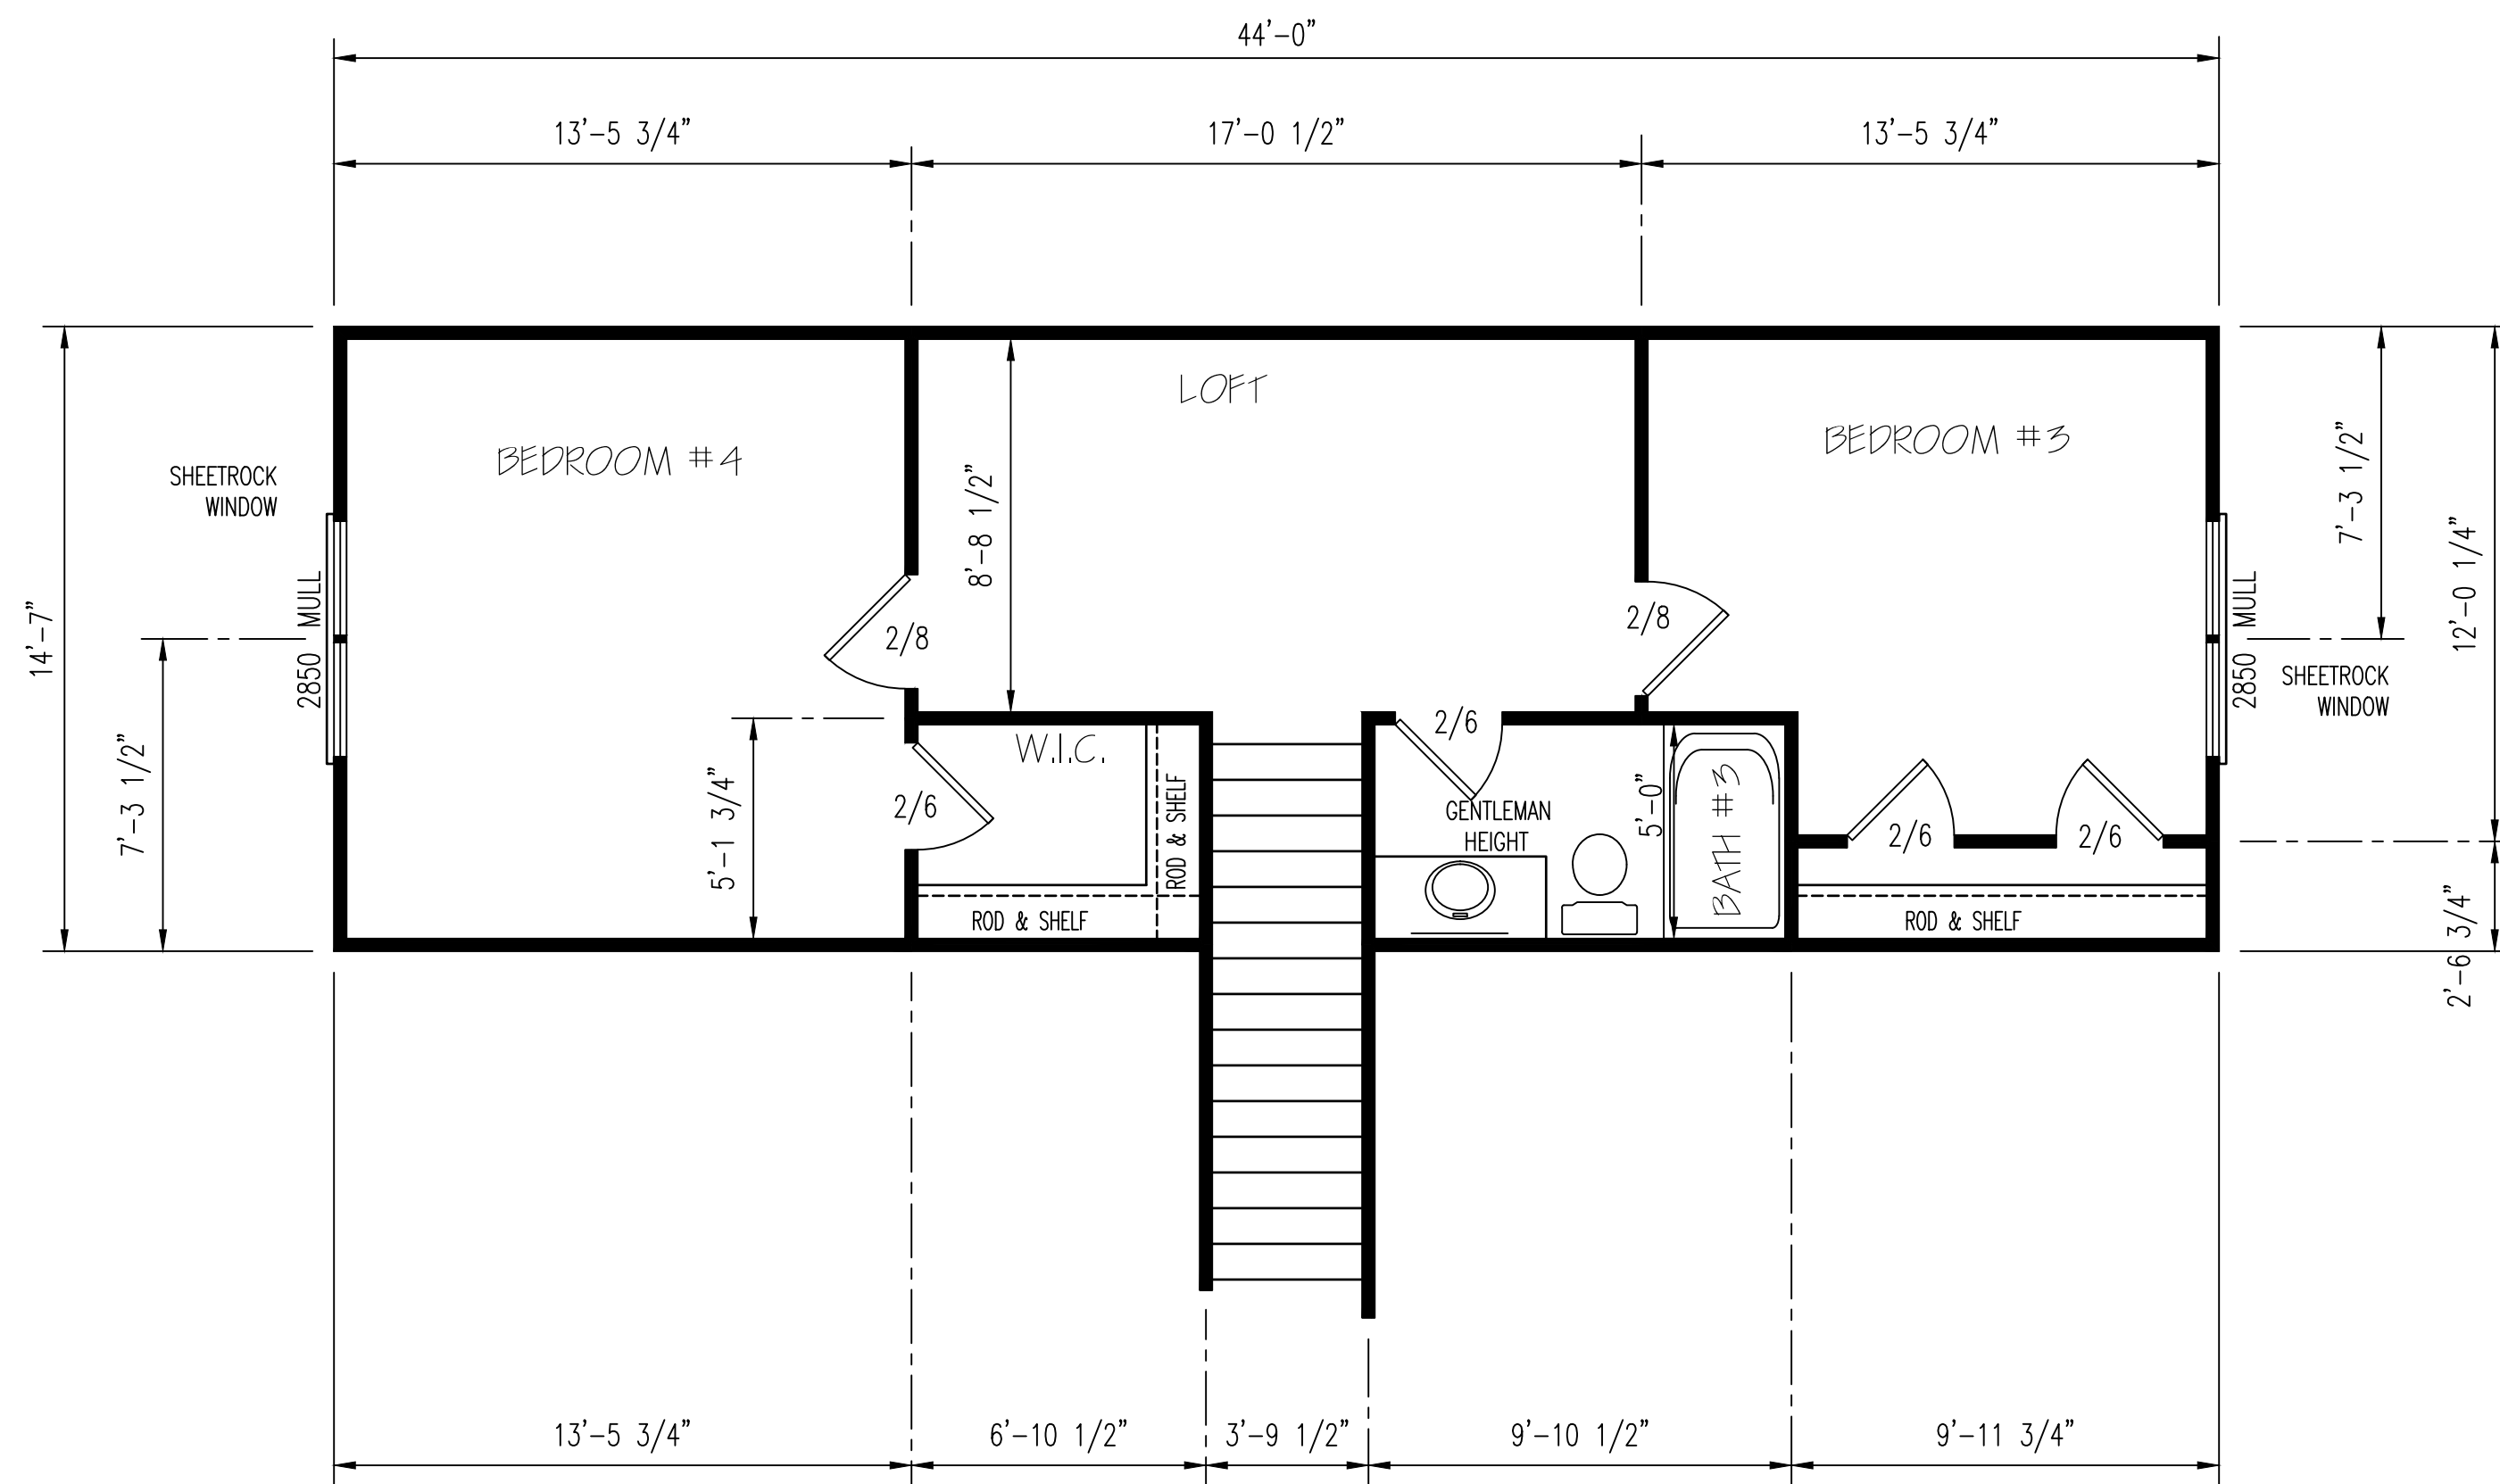 44'-0"
13'-5 3/4"
17'-0 1/2"
13'-5 3/4"
LOFT
BEDROOM #4
BEDROOM #3
SHEETROCK
WINDOW
2850 MULL
14'-7"
7'-3 1/2"
8'-8 1/2"
2/8
2/8
7'-3 1/2"
12'-0 1/4"
2850 MULL
SHEETROCK
WINDOW
5'-1 3/4"
2/6
W.I.C.
ROD & SHELF
ROD & SHELF
2/6
GENTLEMAN
HEIGHT
5'-0"
BATH #3
2/6
2/6
ROD & SHELF
2'-6 3/4"
13'-5 3/4"
6'-10 1/2"
3'-9 1/2"
9'-10 1/2"
9'-11 3/4"